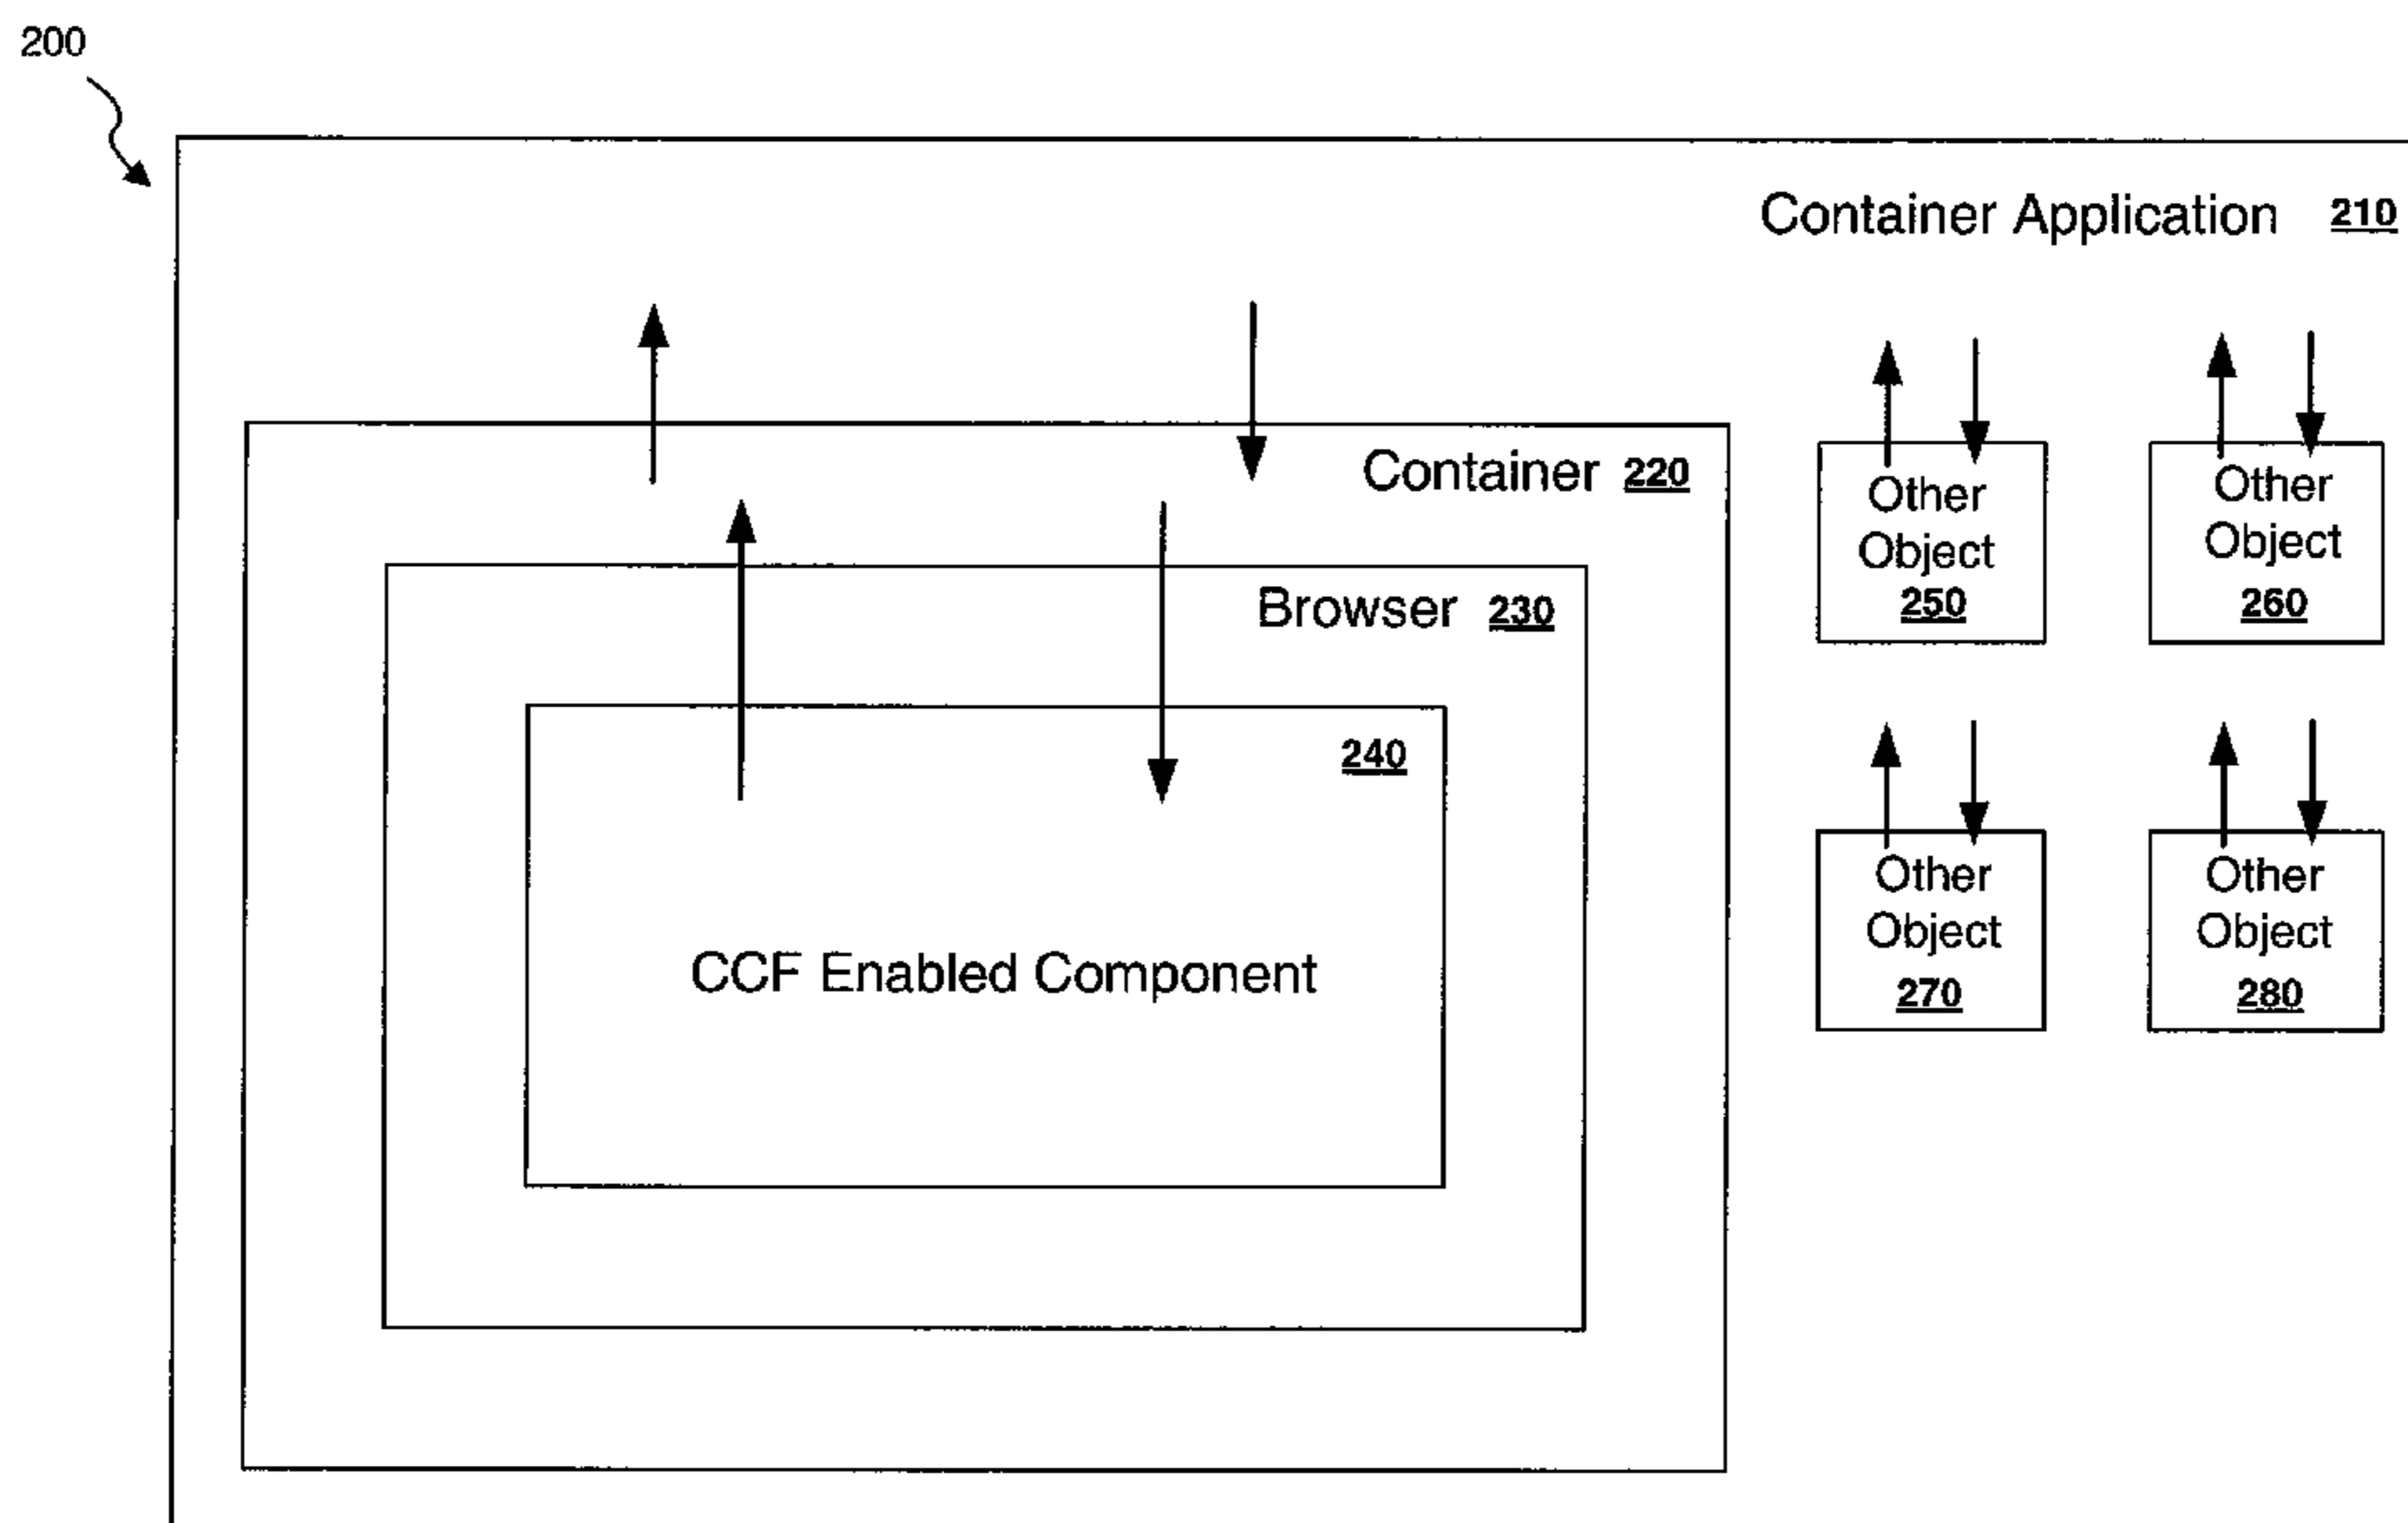 200
Container Application 210
Container 220
Browser 230
240
CCF Enabled Component
Other
Object
250
Other
Object
260
Other
Object
270
Other
Object
280